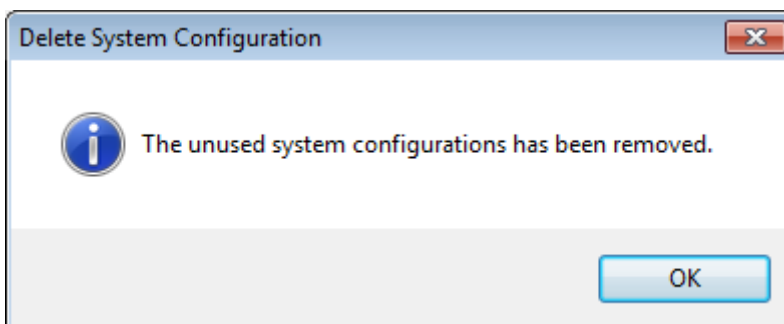 Delete System Configuration
The unused system configurations has been removed.
OK